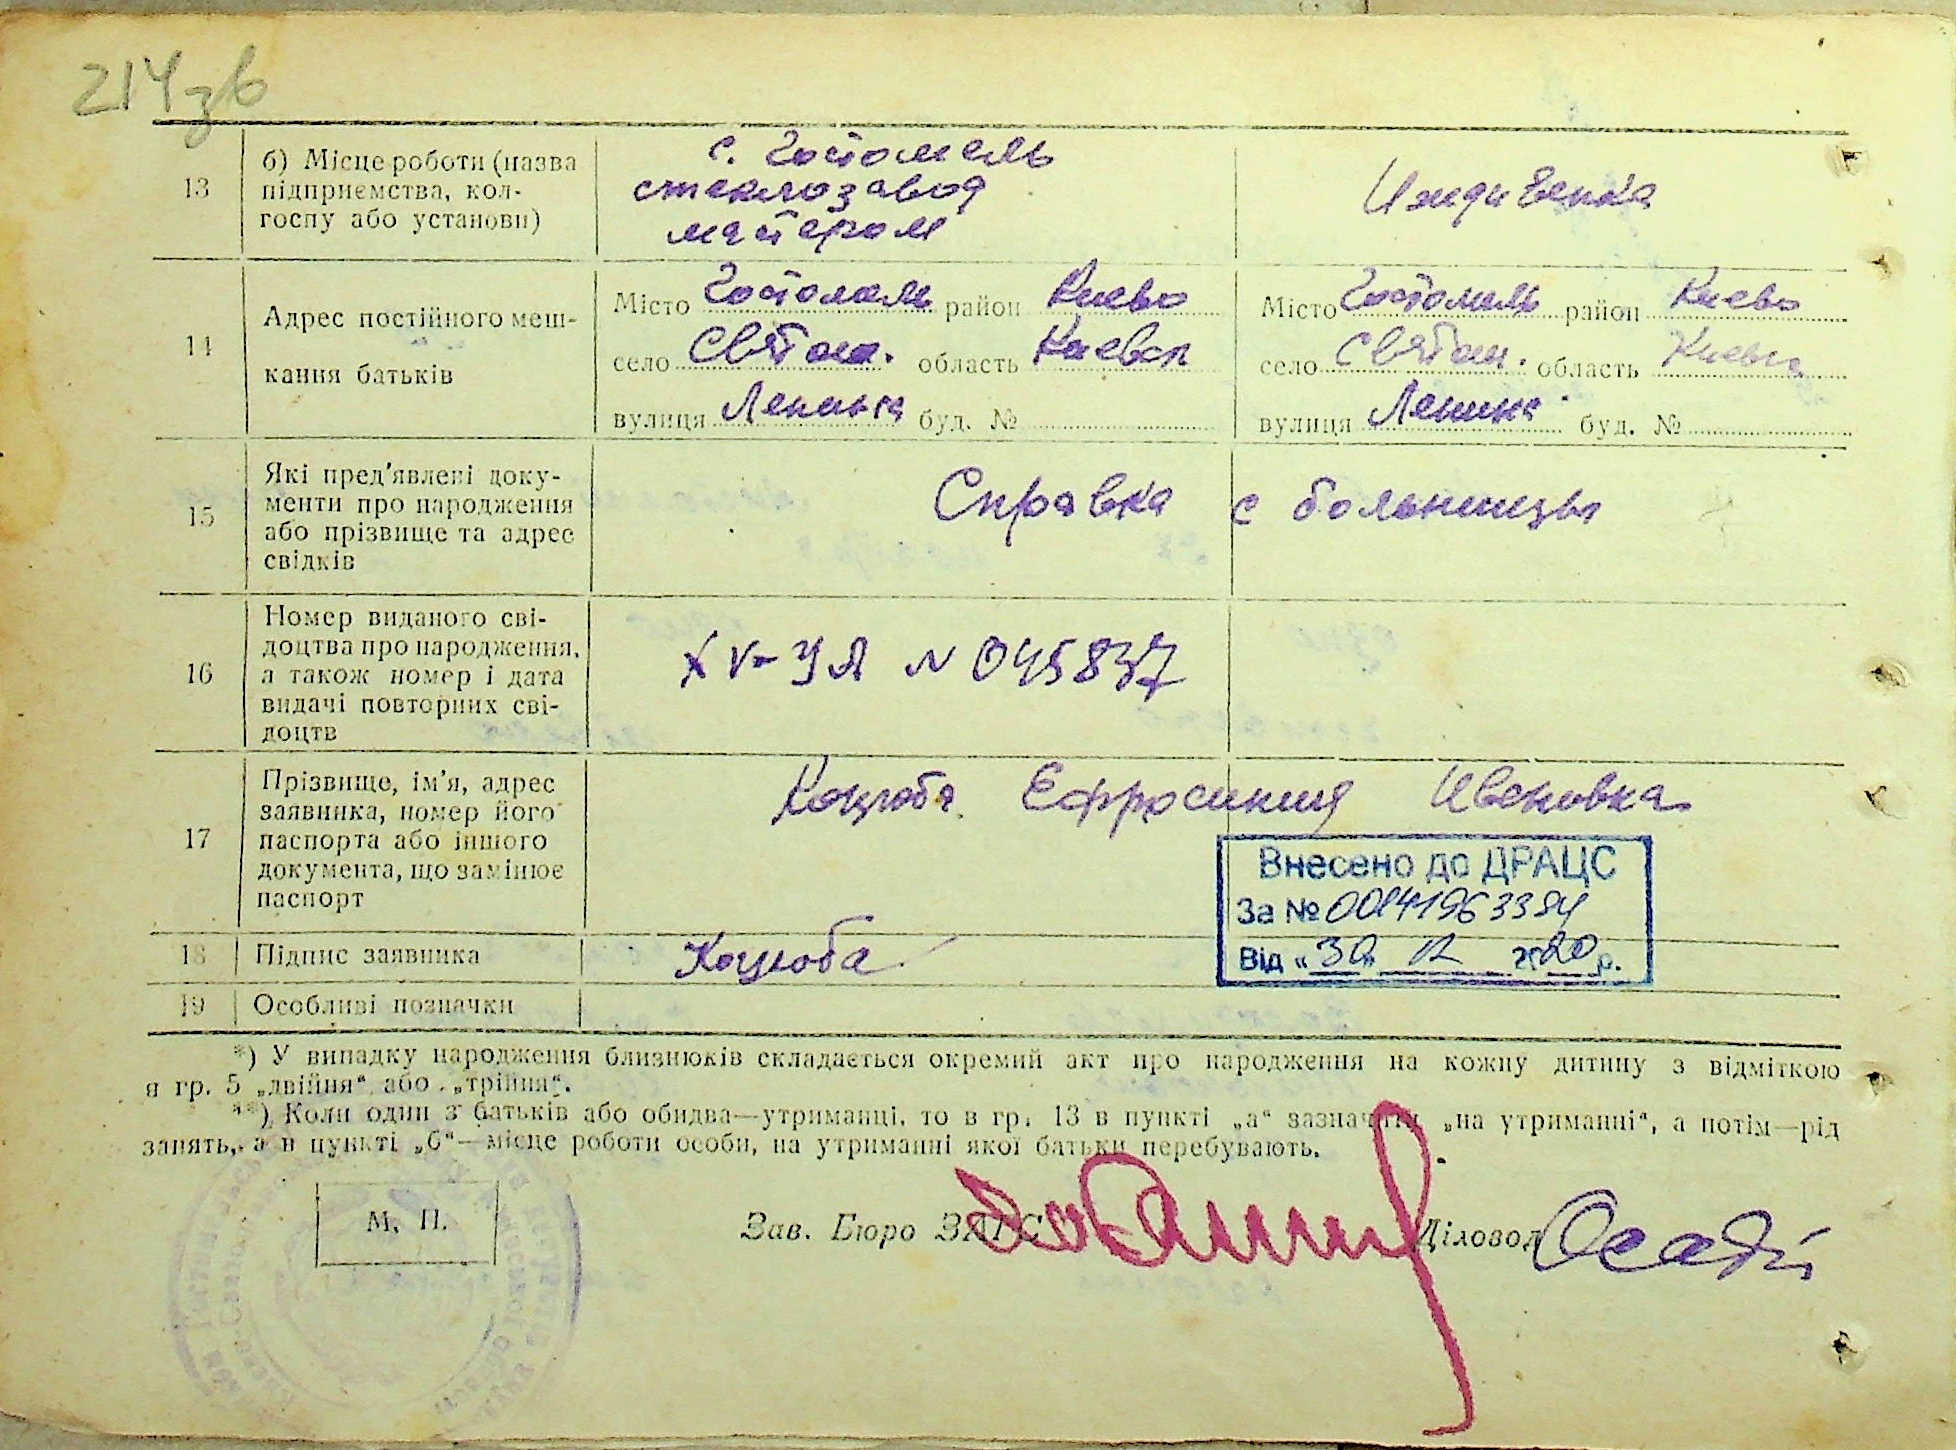 214 зв
13
б) Місце роботи (назва
підприємства, кол-
госпу або установи)
с. Гостомель
стеклозавод
мастером
Иждивенка
14
Адрес постійного меш-
кання батьків
Місто Гостомель район Киево
село Святош. область Киевск
вулиця Ленина буд. №
Місто Гостомель район Киево
село Святош. область Киевск
вулиця Ленина буд. №
15
Які пред'явлені доку-
менти про народження
або прізвище та адрес
свідків
Справка с больницы
16
Номер виданого сві-
доцтва про народження,
а також номер і дата
видачі повторних сві-
доцтв
XV-УЯ N 045837
17
Прізвище, ім'я, адрес
заявника, номер його
паспорта або іншого
документа, що замінює
паспорт
Коцюба Ефросиния Ивановна
Внесено до ДРАЦС
За № 00141963394
Від „30" 12 2020 р.
18
Підпис заявника
Коцюба
19
Особливі позначки
*) У випадку народження близнюків складається окремий акт про народження на кожну дитину з відміткою
в гр. 5 „двійня" або „трійня".
**) Коли один з батьків або обидва—утриманці, то в гр. 13 в пункті „а" зазначити „на утриманні", а потім—рід
занять, а в пункті „б"—місце роботи особи, на утриманні якої батьки перебувають.
М. П.
Зав. Бюро ЗАГС
Діловод